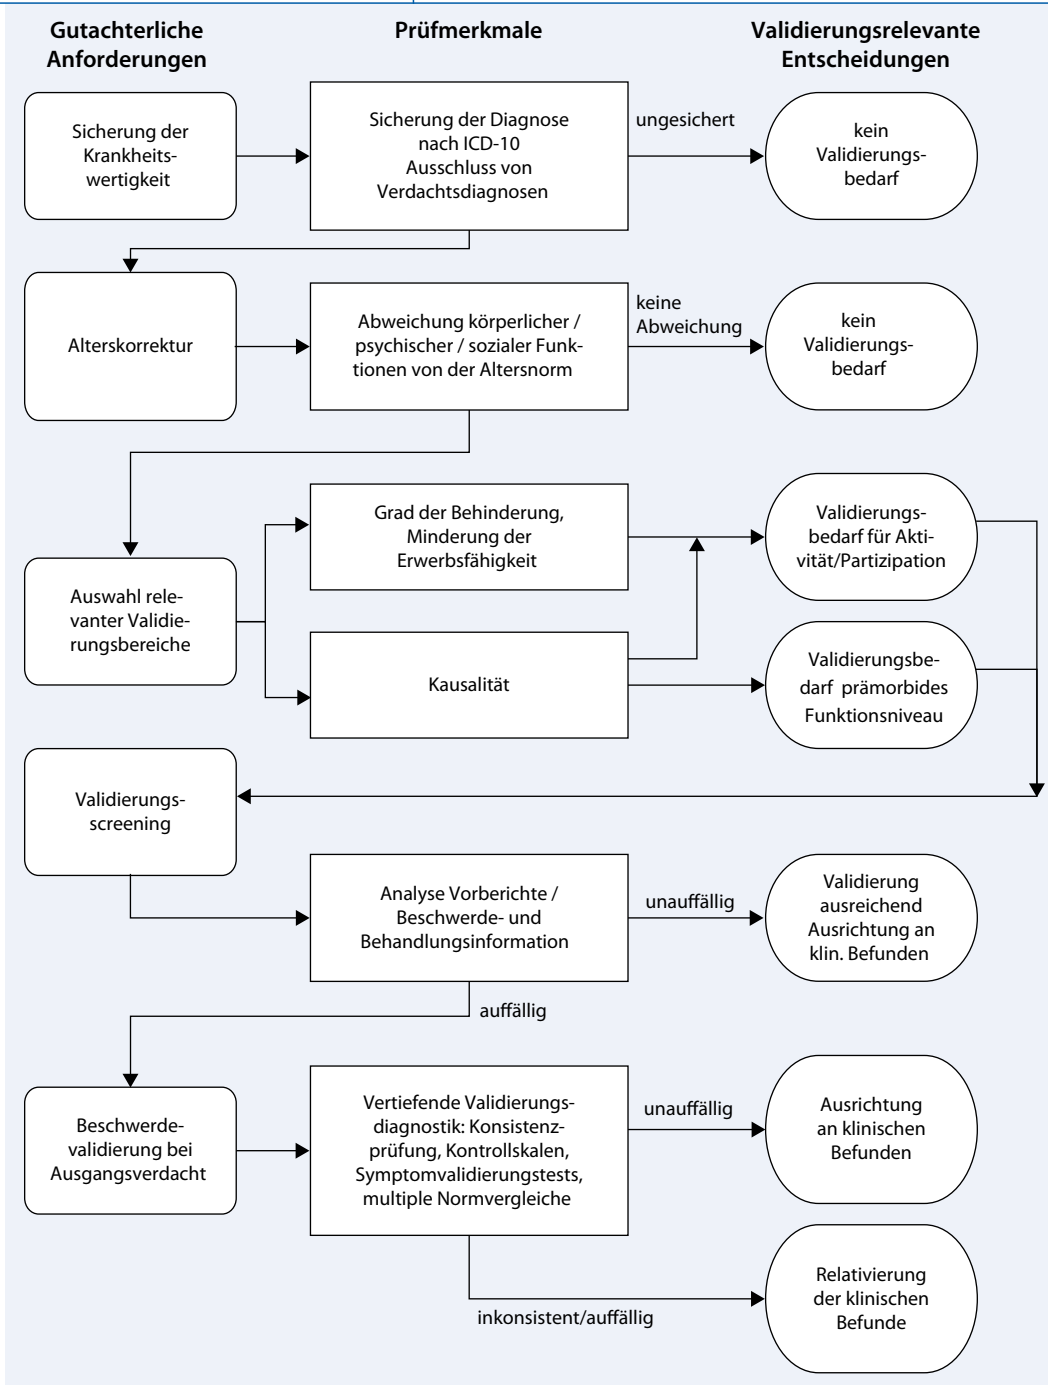 Gutachterliche
Anforderungen
Prüfmerkmale
Validierungsrelevante
Entscheidungen
Sicherung der
Krankheits-
wertigkeit
Sicherung der Diagnose
nach ICD-10
Ausschluss von
Verdachtsdiagnosen
ungesichert
kein
Validierungs-
bedarf
Alterskorrektur
Abweichung körperlicher /
psychischer / sozialer Funk-
tionen von der Altersnorm
keine
Abweichung
kein
Validierungs-
bedarf
Auswahl rele-
vanter Validie-
rungsbereiche
Grad der Behinderung,
Minderung der
Erwerbsfähigkeit
Validierungs-
bedarf für Akti-
vität/Partizipation
Kausalität
Validierungsbe-
darf prämorbides
Funktionsniveau
Validierungs-
screening
Analyse Vorberichte /
Beschwerde- und
Behandlungsinformation
unauffällig
Validierung
ausreichend
Ausrichtung an
klin. Befunden
auffällig
Beschwerde-
validierung bei
Ausgangsverdacht
Vertiefende Validierungs-
diagnostik: Konsistenz-
prüfung, Kontrollskalen,
Symptomvalidierungstests,
multiple Normvergleiche
unauffällig
Ausrichtung
an klinischen
Befunden
inkonsistent/auffällig
Relativierung
der klinischen
Befunde